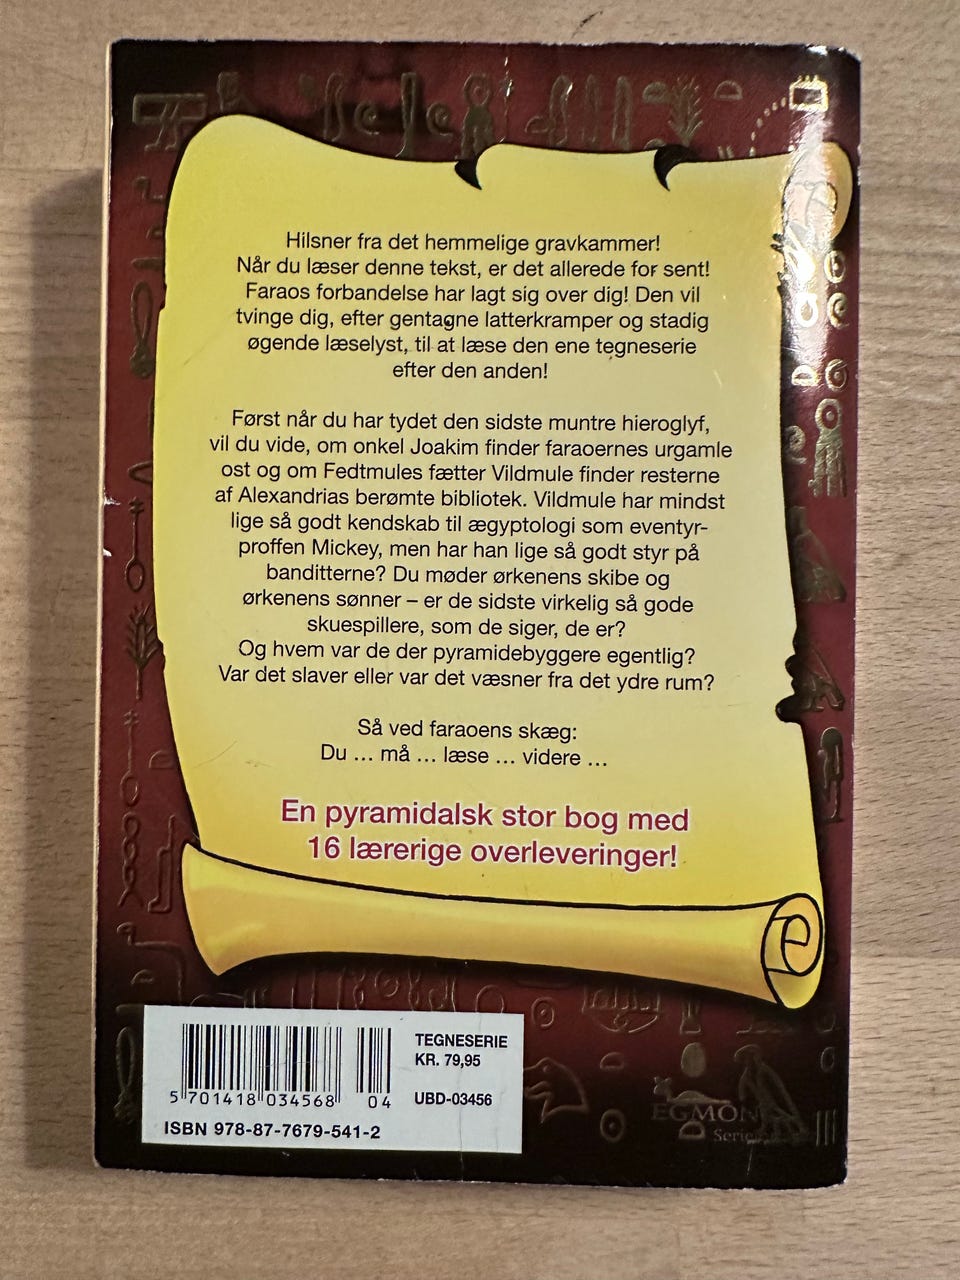 Hilsner fra det hemmelige gravkammer!
Når du læser denne tekst, er det allerede for sent!
Faraos forbandelse har lagt sig over dig! Den vil
tvinge dig, efter gentagne latterkramper og stadig
øgende læselyst, til at læse den ene tegneserie
efter den anden!
Først når du har tydet den sidste muntre hieroglyf,
vil du vide, om onkel Joakim finder faraoernes urgamle
ost og om Fedtmules fætter Vildmule finder resterne
af Alexandrias berømte bibliotek. Vildmule har mindst
lige så godt kendskab til ægyptologi som eventyr-
proffen Mickey, men har han lige så godt styr på
banditterne? Du møder ørkenens skibe og
ørkenens sønner – er de sidste virkelig så gode
skuespillere, som de siger, de er?
Og hvem var de der pyramidebyggere egentlig?
Var det slaver eller var det væsner fra det ydre rum?
Så ved faraoens skæg:
Du ... må ... læse ... videre ...
En pyramidalsk stor bog med
16 lærerige overleveringer!
TEGNESERIE
KR. 79,95
5 701418 034568 04
UBD-03456
ISBN 978-87-7679-541-2
EGMONT
Serie